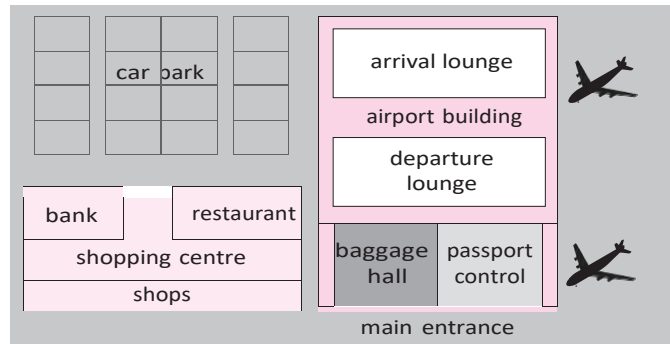 car park
bank
restaurant
shopping centre
shops
arrival lounge
airport building
departure
lounge
baggage
hall
passport
control
main entrance